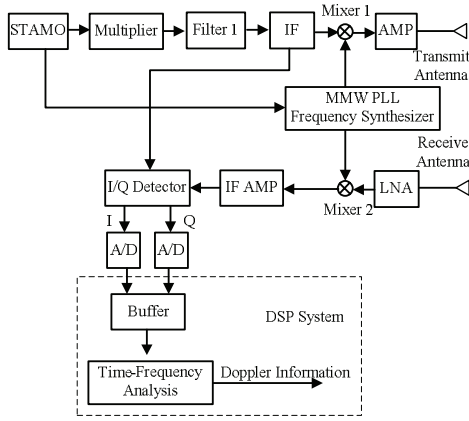 STAMO
Multiplier
Filter 1
IF
Mixer 1
AMP
Transmit
Antenna
MMW PLL
Frequency Synthesizer
Receive
Antenna
I/Q Detector
IF AMP
Mixer 2
LNA
I
Q
A/D
A/D
Buffer
DSP System
Time-Frequency
Analysis
Doppler Information